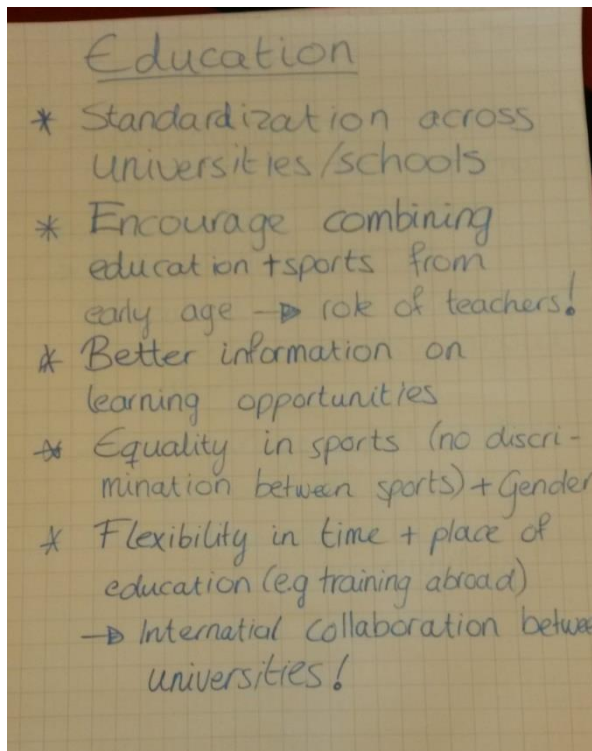 Education
* Standardization across
universities/schools
* Encourage combining
education + sports from
early age → role of teachers!
* Better information on
learning opportunities
* Equality in sports (no discri-
mination between sports) + Gender
* Flexibility in time + place of
education (e.g training abroad)
→ Internatial collaboration betwee
universities!